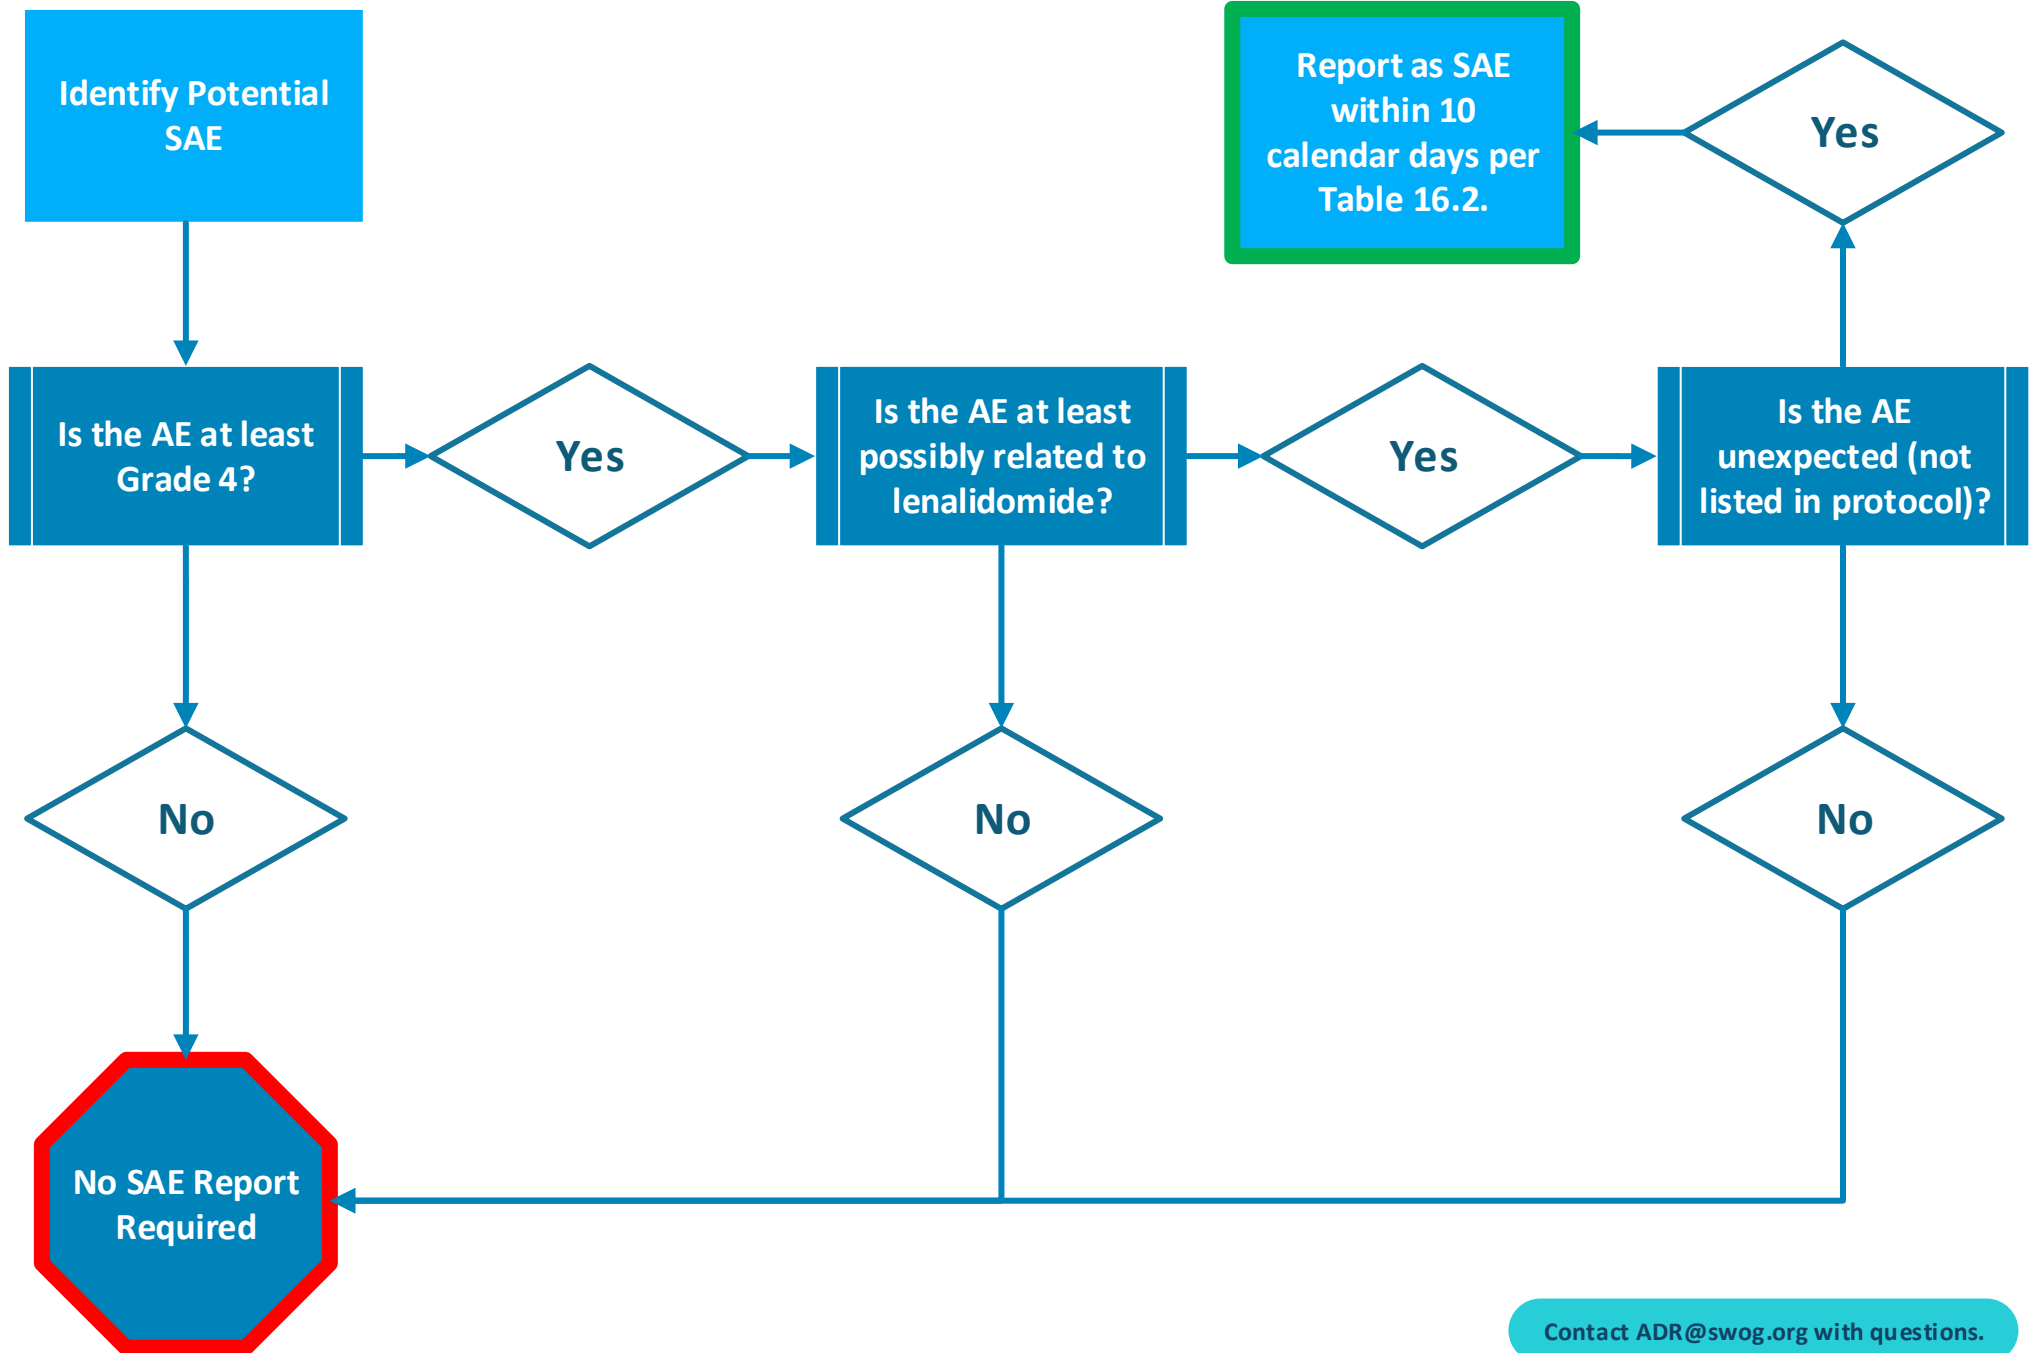 Identify Potential
SAE
Report as SAE
within 10
calendar days per
Table 16.2.
Yes
Is the AE at least
Grade 4?
Yes
Is the AE at least
possibly related to
lenalidomide?
Yes
Is the AE
unexpected (not
listed in protocol)?
No
No
No
No SAE Report
Required
Contact ADR@swog.org with questions.